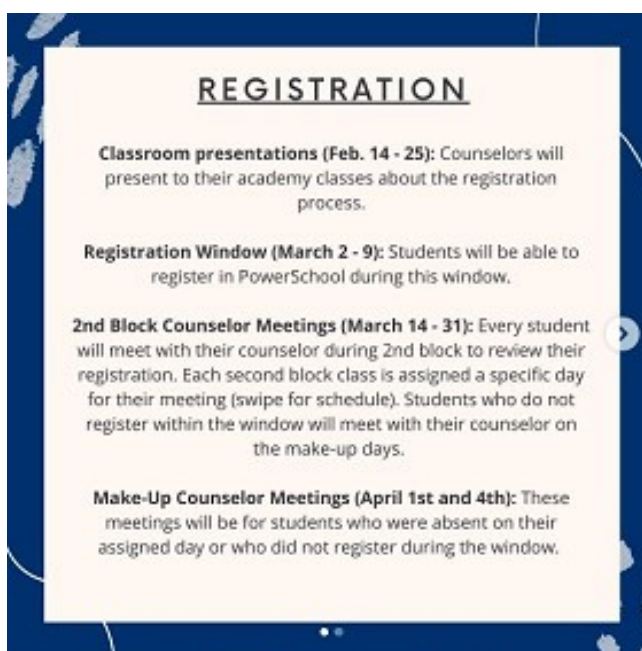 REGISTRATION
Classroom presentations (Feb. 14 - 25): Counselors will
present to their academy classes about the registration
process.
Registration Window (March 2 - 9): Students will be able to
register in PowerSchool during this window.
2nd Block Counselor Meetings (March 14 - 31): Every student
will meet with their counselor during 2nd block to review their
registration. Each second block class is assigned a specific day
for their meeting (swipe for schedule). Students who do not
register within the window will meet with their counselor on
the make-up days.
Make-Up Counselor Meetings (April 1st and 4th): These
meetings will be for students who were absent on their
assigned day or who did not register during the window.